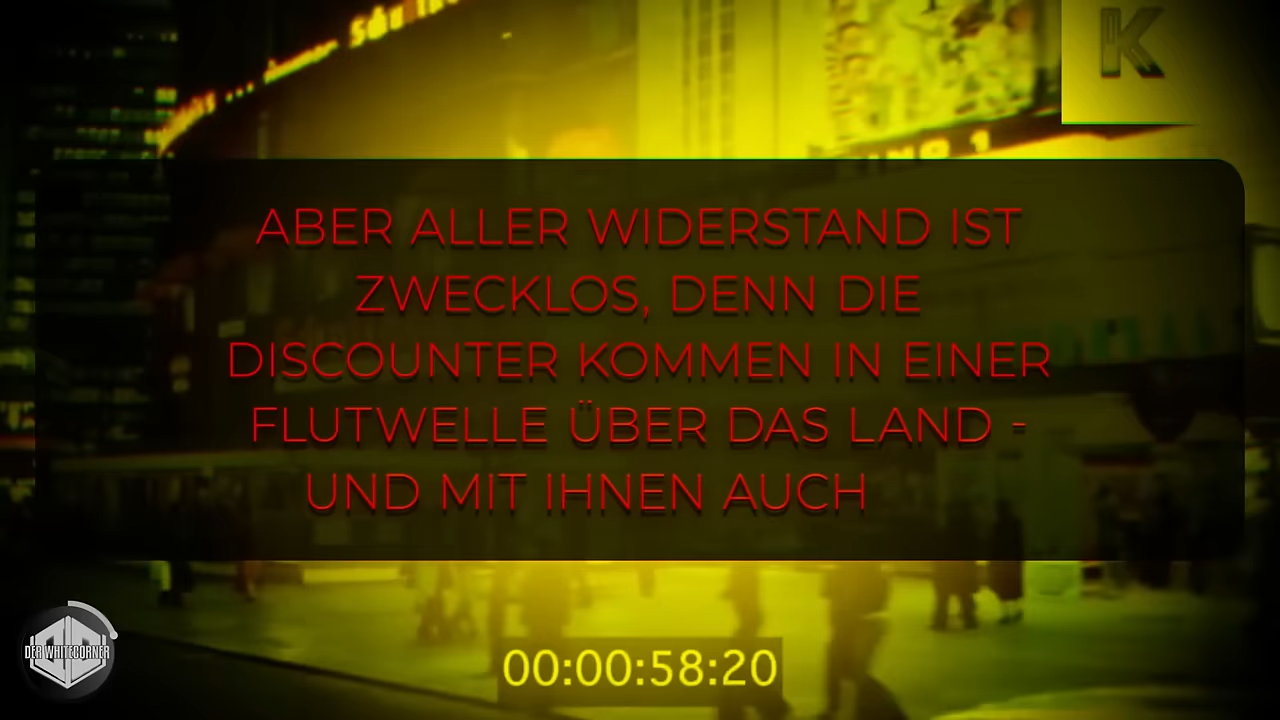 K
ABER ALLER WIDERSTAND IST
ZWECKLOS, DENN DIE
DISCOUNTER KOMMEN IN EINER
FLUTWELLE ÜBER DAS LAND -
UND MIT IHNEN AUCH
DER WHITECORNER
00:00:58:20